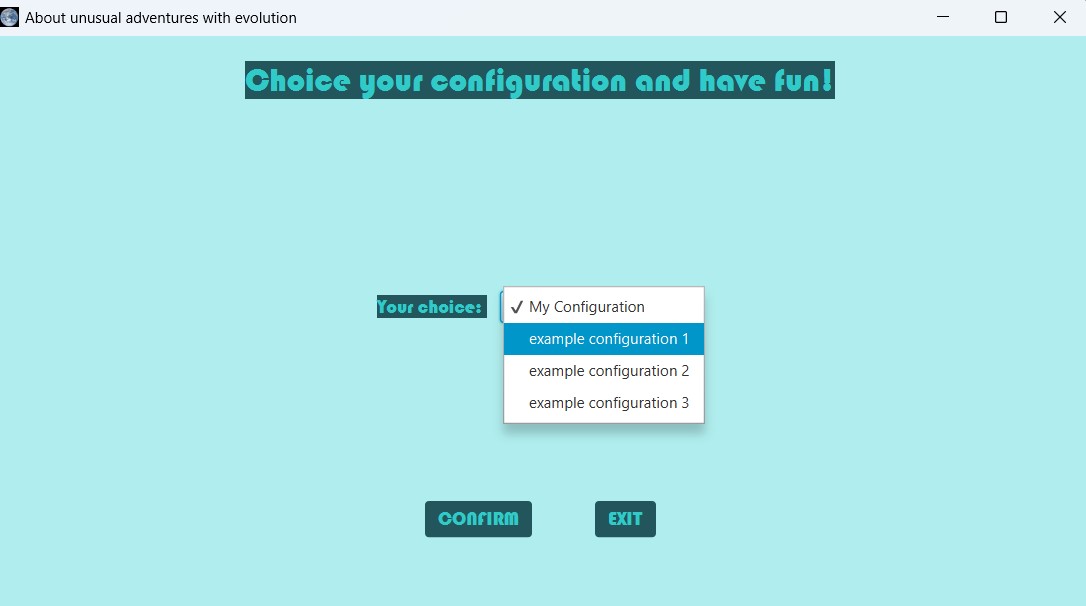 About unusual adventures with evolution
Choice your configuration and have fun!
Your choice:
✓ My Configuration
example configuration 1
example configuration 2
example configuration 3
CONFIRM
EXIT